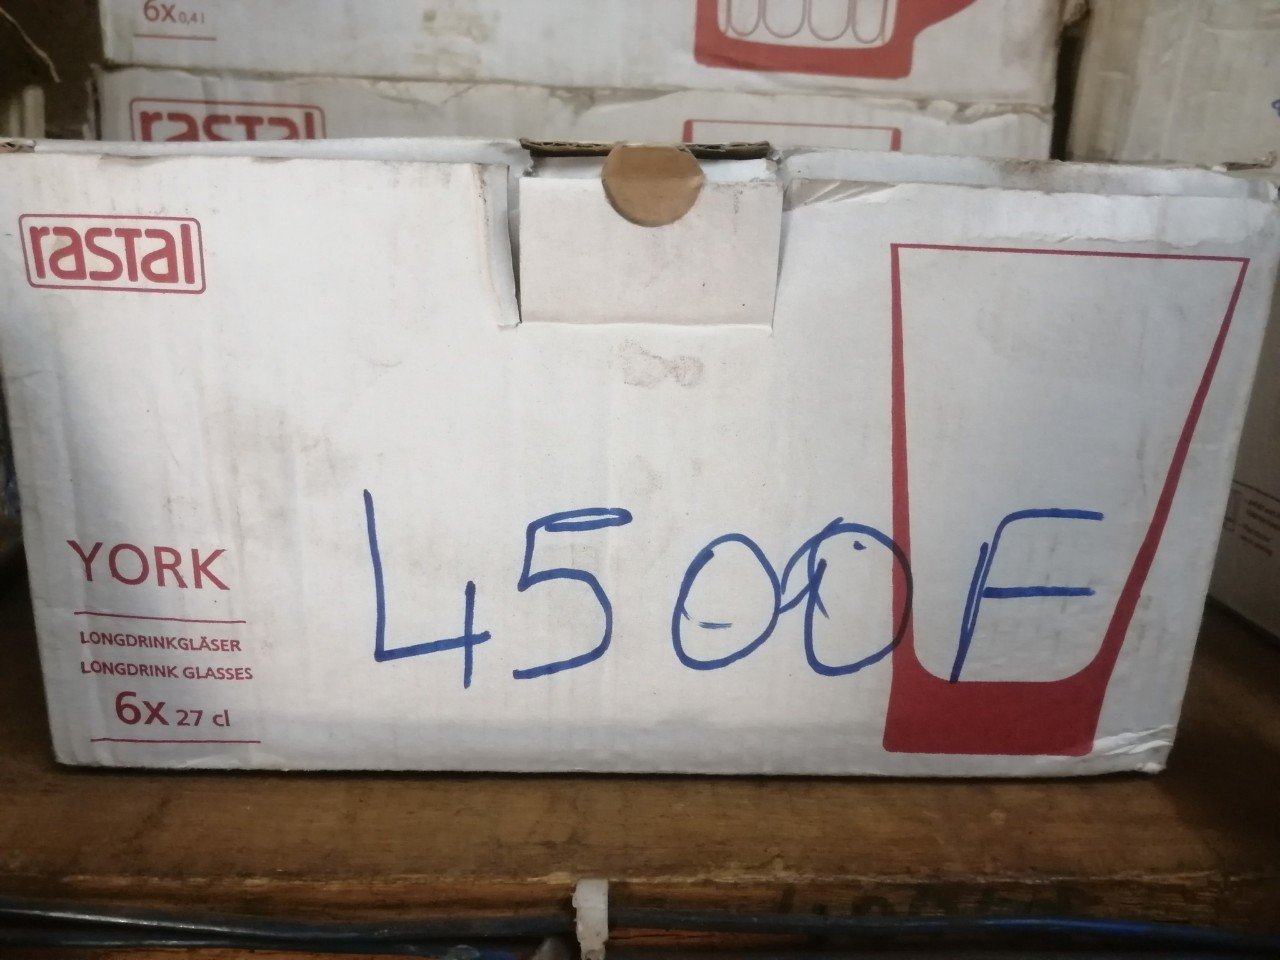 6x 0,4 l
rastal
rastal
YORK
LONGDRINKGLÄSER
LONGDRINK GLASSES
6x 27 cl
4500F